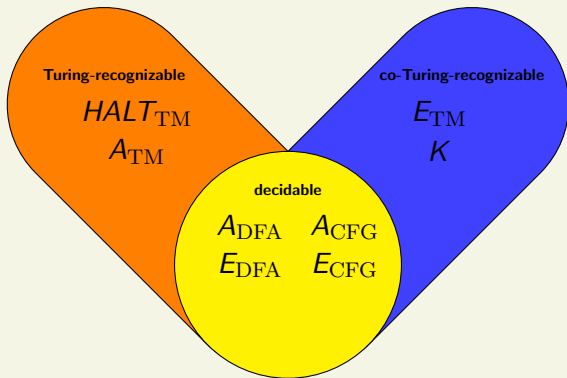 Turing-recognizable
HALT_TM
A_TM
co-Turing-recognizable
E_TM
K
decidable
A_DFA A_CFG
E_DFA E_CFG